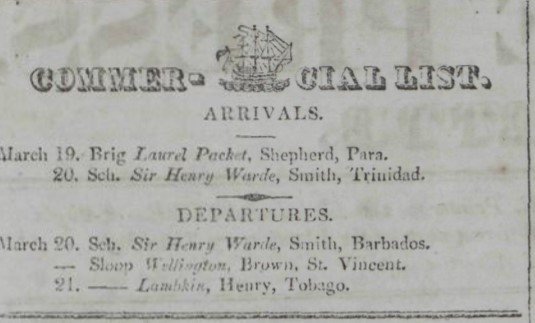 COMMER- CIAL LIST.
ARRIVALS.
March 19. Brig Laurel Packet, Shepherd, Para.
20. Sch. Sir Henry Warde, Smith, Trinidad.
DEPARTURES.
March 20. Sch. Sir Henry Warde, Smith, Barbados.
— Sloop Wellington, Brown, St. Vincent.
21. —— Lambkin, Henry, Tobago.